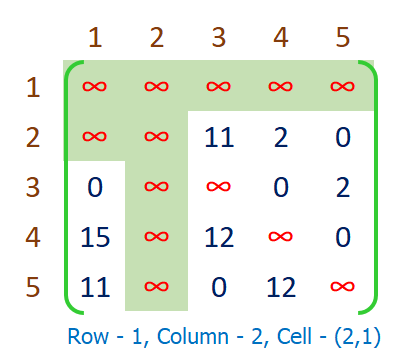 1 2 3 4 5
1 ∞ ∞ ∞ ∞ ∞
2 ∞ ∞ 11 2 0
3 0 ∞ ∞ 0 2
4 15 ∞ 12 ∞ 0
5 11 ∞ 0 12 ∞
Row - 1, Column - 2, Cell - (2,1)